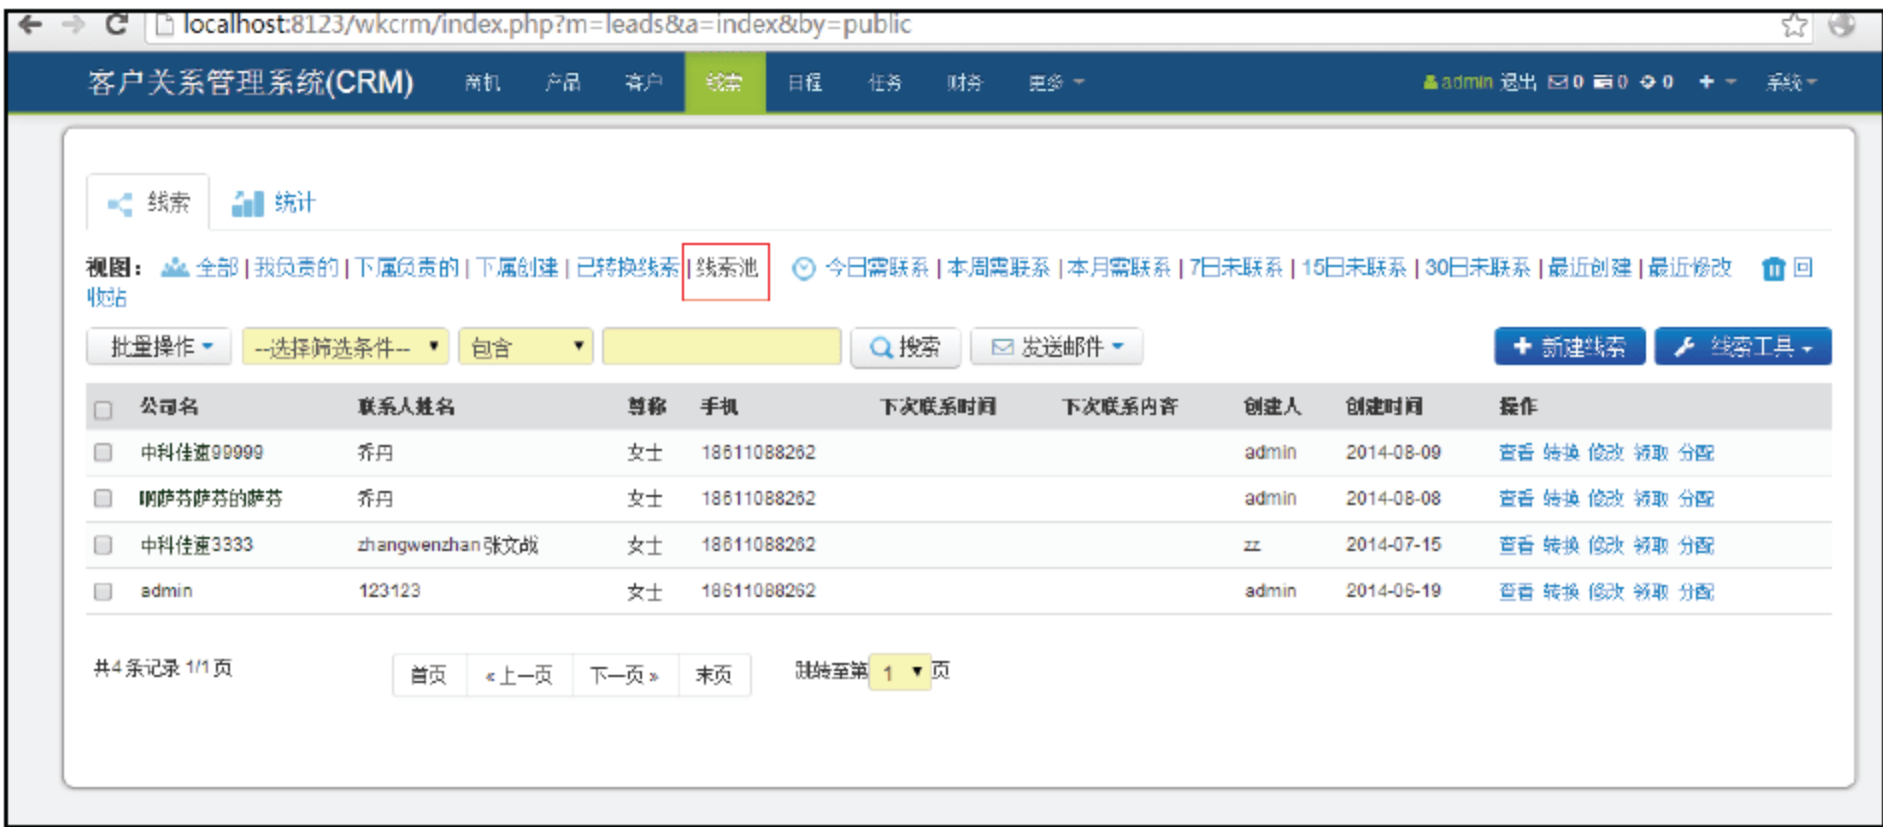 localhost:8123/wkcrm/index.php?m=leads&a=index&by=public
客户关系管理系统(CRM) 商机 产品 客户 线索 日程 任务 财务 更多 admin 退出 0 0 0 系统
线索 统计
视图： 全部 | 我负责的 | 下属负责的 | 下属创建 | 已转换线索 | 线索池 今日需联系 | 本周需联系 | 本月需联系 | 7日未联系 | 15日未联系 | 30日未联系 | 最近创建 | 最近修改 回
收站
批量操作 --选择筛选条件-- 包含 搜索 发送邮件 新建线索 线索工具
公司名 联系人姓名 尊称 手机 下次联系时间 下次联系内容 创建人 创建时间 操作
中科佳速99999 乔丹 女士 18611088262 admin 2014-08-09 查看 转换 修改 领取 分配
萨芬萨芬的萨芬 乔丹 女士 18611088262 admin 2014-08-08 查看 转换 修改 领取 分配
中科佳速3333 zhangwenzhan 张文战 女士 18611088262 zz 2014-07-15 查看 转换 修改 领取 分配
admin 123123 女士 18611088262 admin 2014-06-19 查看 转换 修改 领取 分配
共4 条记录 1/1 页 首页 « 上一页 下一页 » 末页 跳转至第 1 页